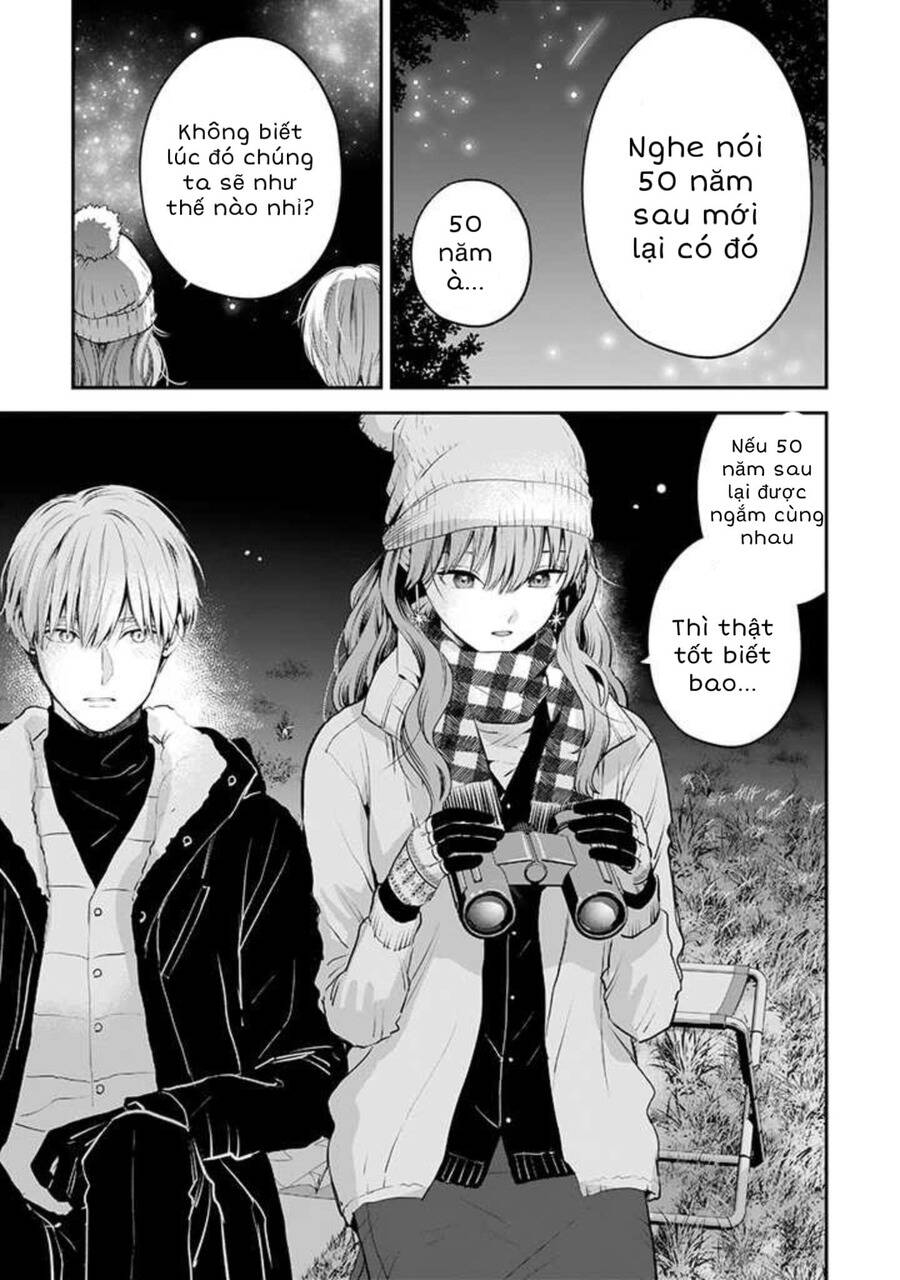 Nghe nói
50 năm
sau mới
lại có đó
50
năm
à...
Không biết
lúc đó chúng
ta sẽ như
thế nào nhỉ?
Nếu 50
năm sau
lại được
ngắm cùng
nhau
Thì thật
tốt biết
bao...